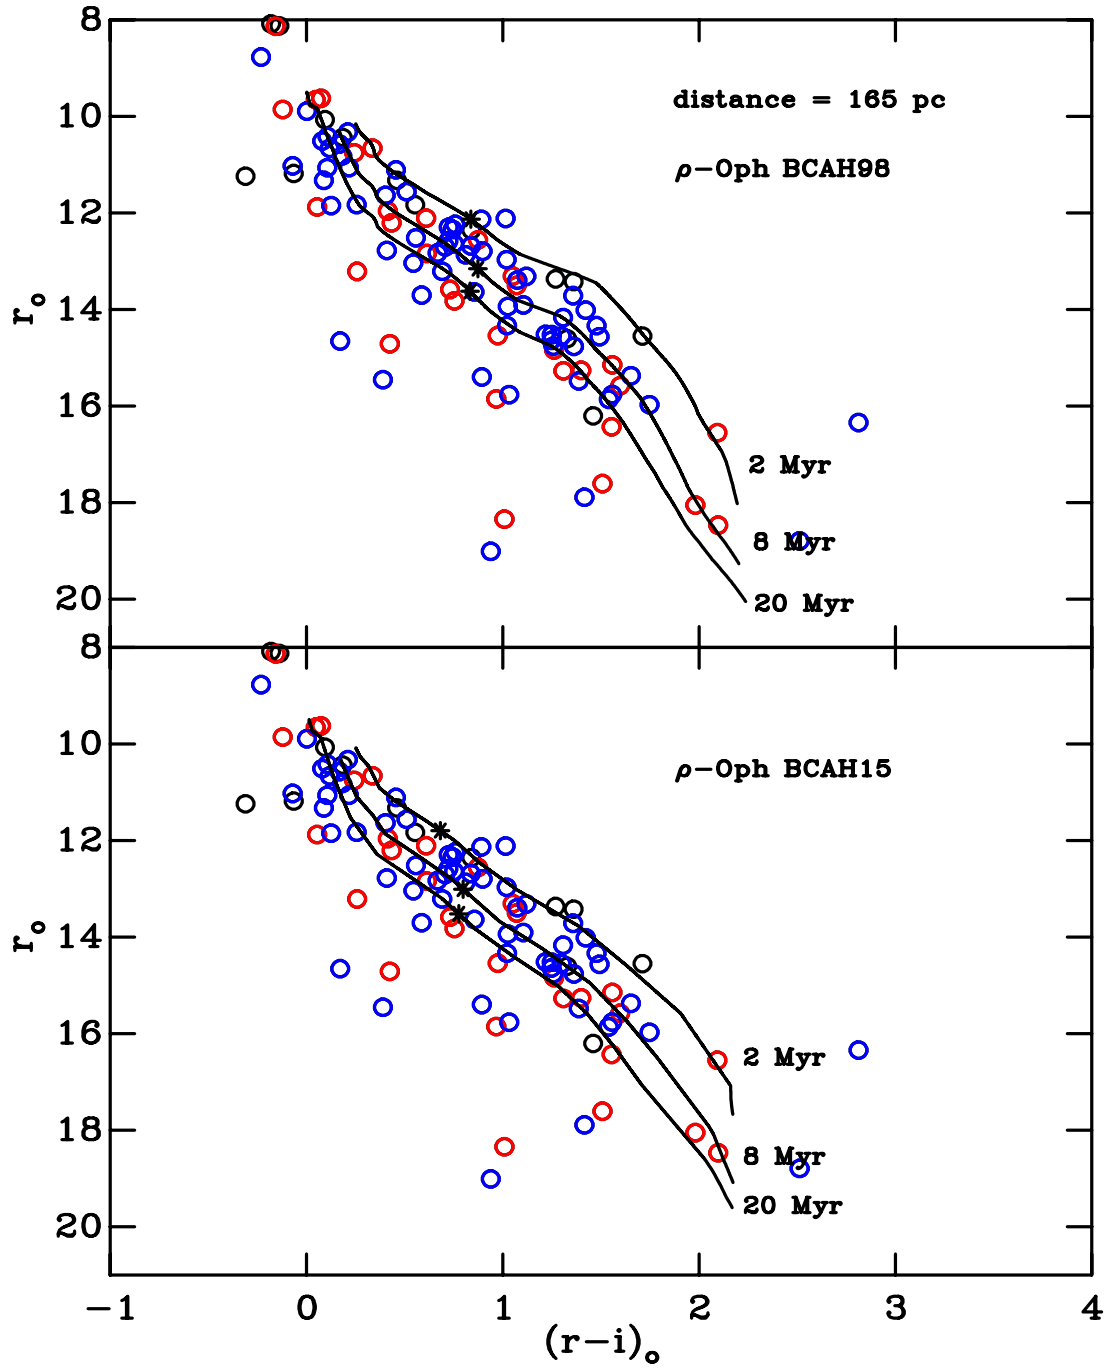 8
10
12
14
16
18
20
r₀
distance = 165 pc
ρ-Oph BCAH98
2 Myr
8 Myr
20 Myr
8
10
12
14
16
18
20
r₀
ρ-Oph BCAH15
2 Myr
8 Myr
20 Myr
-1 0 1 2 3 4
(r-i)₀